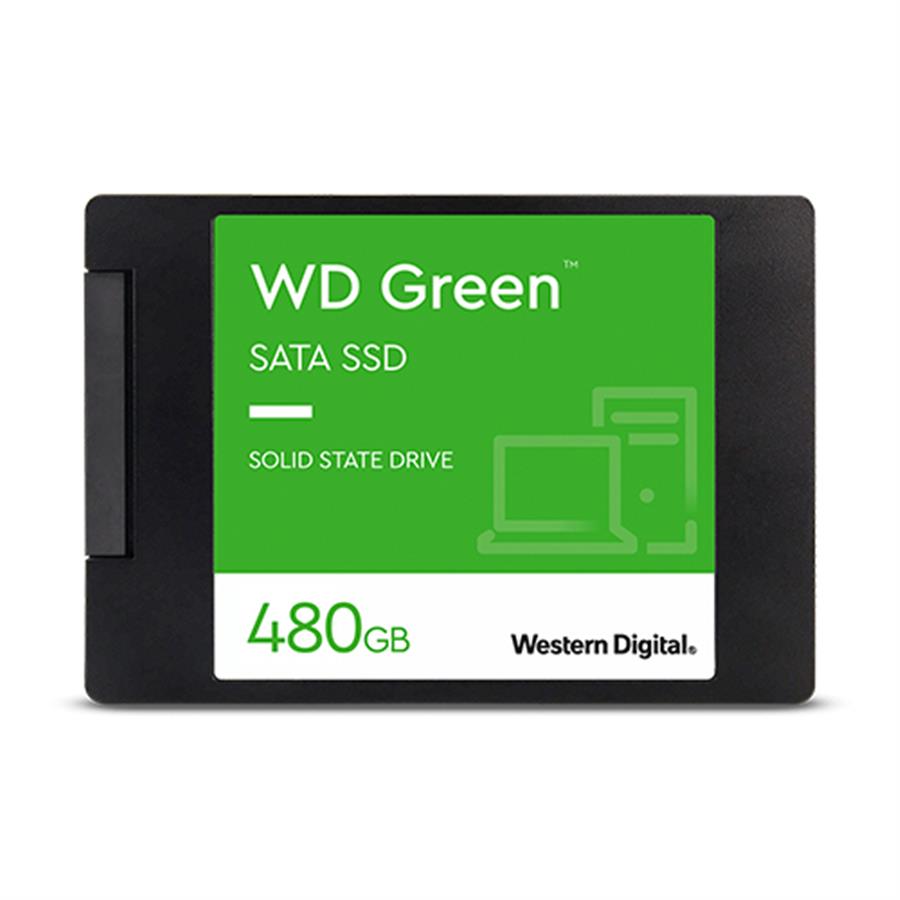 WD Green™
SATA SSD
SOLID STATE DRIVE
480GB
Western Digital®